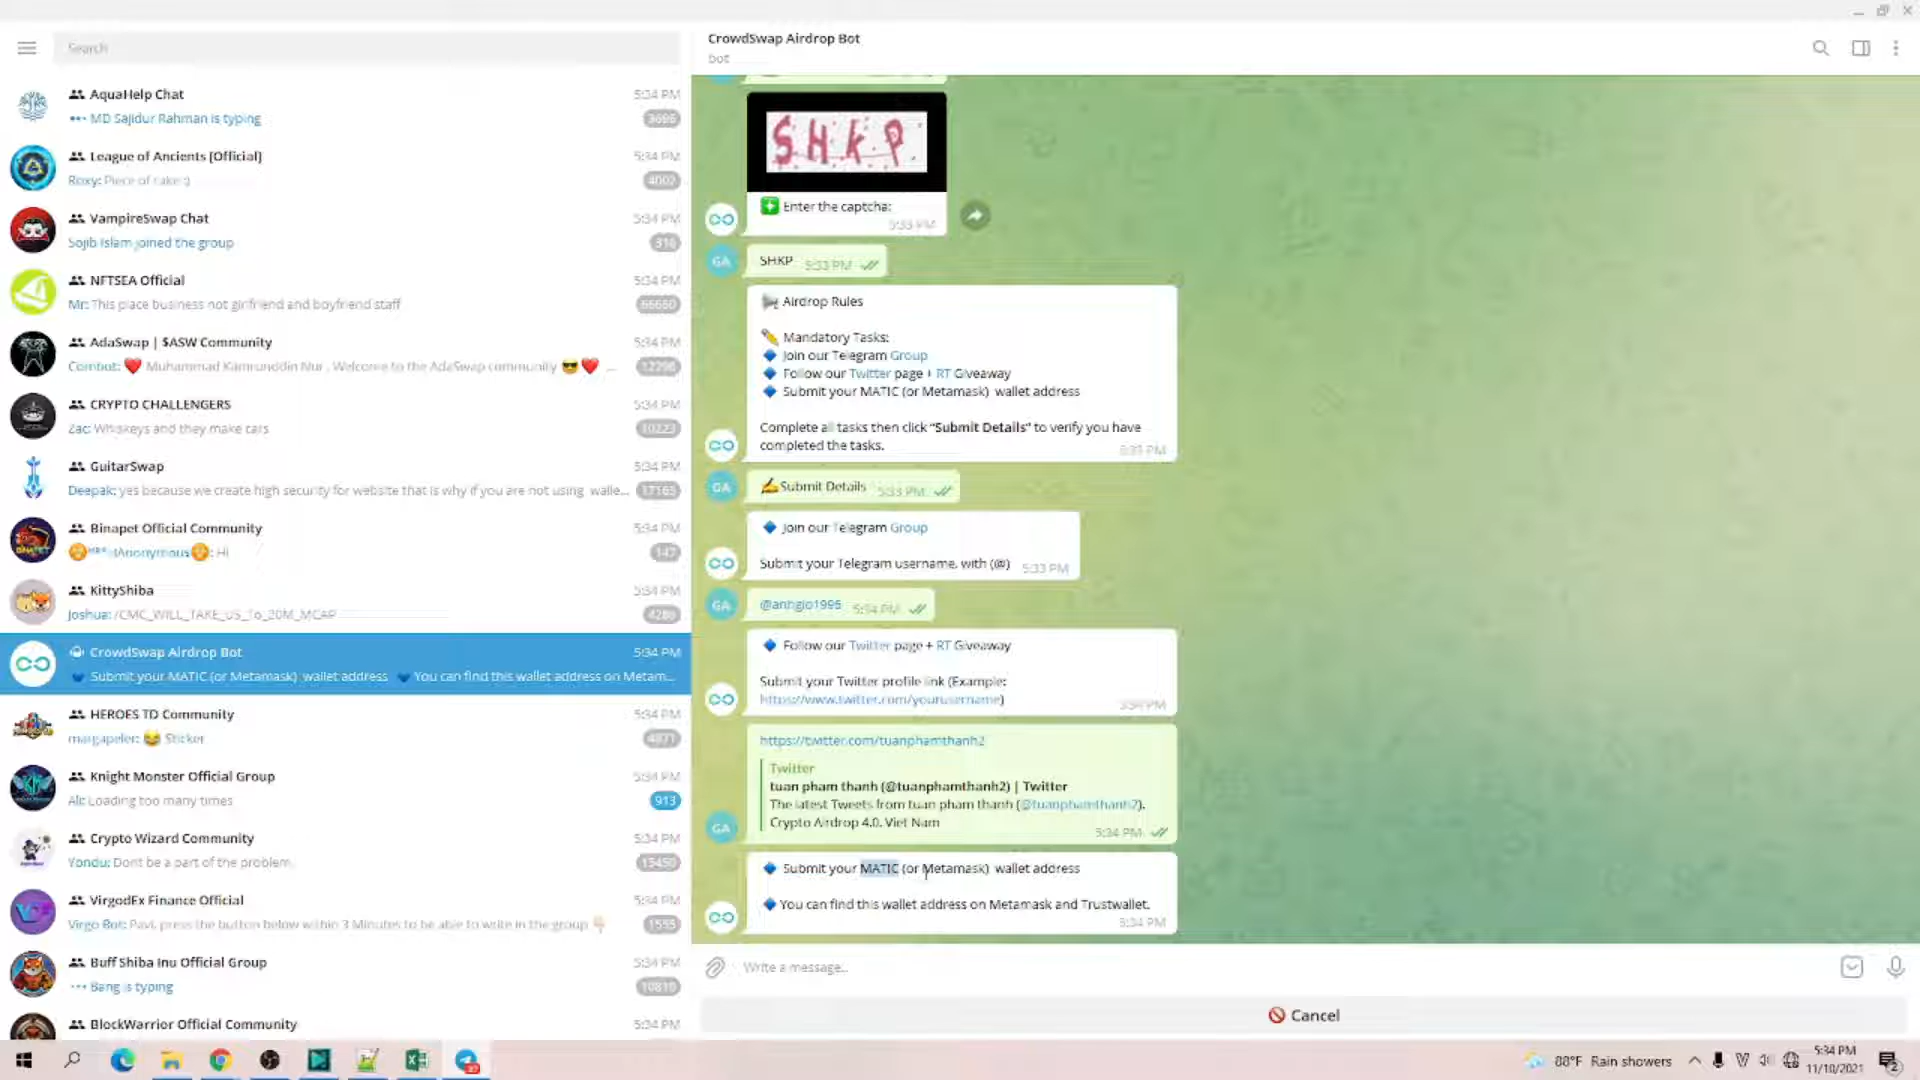 Search
AquaHelp Chat 5:34 PM
MD Sajidur Rahman is typing 3696
League of Ancients [Official] 5:34 PM
Roxy: Piece of cake :) 4002
VampireSwap Chat 5:34 PM
Sojib Islam joined the group 316
NFTSEA Official 5:34 PM
Mr: This place business not girlfriend and boyfriend staff 66660
AdaSwap | $ASW Community 5:34 PM
Combot: ❤️ Muhammad Kamrunddin Nur , Welcome to the AdaSwap community 😎❤️ ... 12296
CRYPTO CHALLENGERS 5:34 PM
Zac: Whiskeys and they make cars 10223
GuitarSwap 5:34 PM
Deepak: yes because we create high security for website that is why if you are not using walle... 17165
Binapet Official Community 5:34 PM
: Hi 147
KittyShiba 5:34 PM
Joshua: /CMC_WILL_TAKE_US_To_20M_MCAP 4286
CrowdSwap Airdrop Bot 5:34 PM
Submit your MATIC (or Metamask) wallet address You can find this wallet address on Metam...
HEROES TD Community 5:34 PM
margapeler: 😂 Sticker 4871
Knight Monster Official Group 5:34 PM
Ali: Loading too many times 913
Crypto Wizard Community 5:34 PM
Yondu: Dont be a part of the problem 15450
VirgodEx Finance Official 5:34 PM
Virgo Bot: Pavi, press the button below within 3 Minutes to be able to write in the group 👇🏻 1555
Buff Shiba Inu Official Group 5:34 PM
Bang is typing 10810
BlockWarrior Official Community 5:34 PM
CrowdSwap Airdrop Bot
bot
SHKP
Enter the captcha:
5:33 PM
GA
SHKP 5:33 PM
Airdrop Rules
Mandatory Tasks:
Join our Telegram Group
Follow our Twitter page + RT Giveaway
Submit your MATIC (or Metamask) wallet address
Complete all tasks then click “Submit Details” to verify you have
completed the tasks. 5:33 PM
GA
Submit Details 5:33 PM
Join our Telegram Group
Submit your Telegram username, with (@) 5:33 PM
GA
@anhgio1995 5:34 PM
Follow our Twitter page + RT Giveaway
Submit your Twitter profile link (Example:
https://www.twitter.com/yourusername) 5:34 PM
https://twitter.com/tuanphamthanh2
Twitter
tuan pham thanh (@tuanphamthanh2) | Twitter
The latest Tweets from tuan pham thanh (@tuanphamthanh2).
Crypto Airdrop 4.0. Viet Nam
GA
5:34 PM
Submit your MATIC (or Metamask) wallet address
You can find this wallet address on Metamask and Trustwallet.
5:34 PM
Write a message...
Cancel
88°F Rain showers
5:34 PM
11/10/2021
2